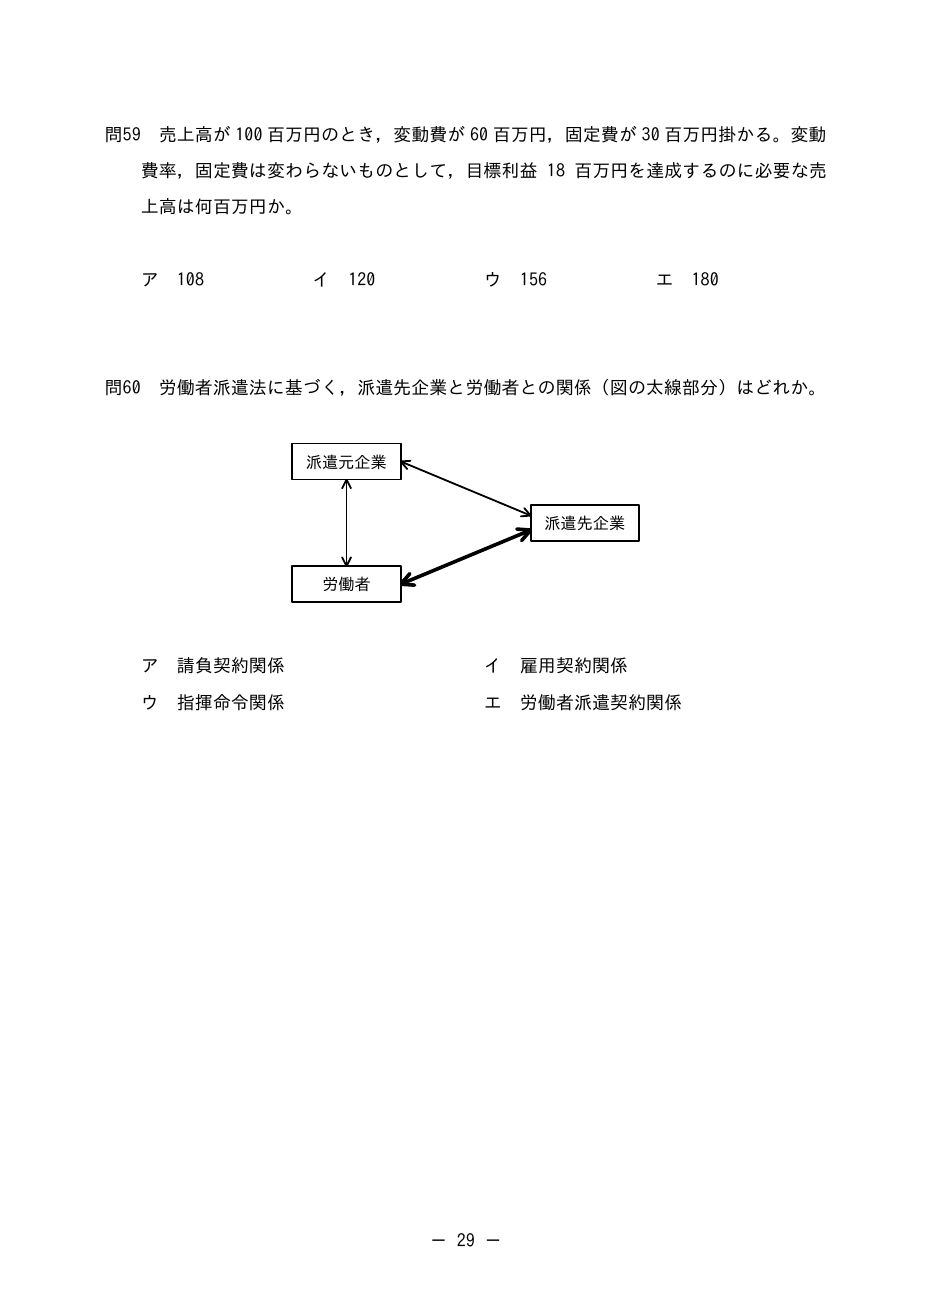 問59　売上高が 100 百万円のとき，変動費が 60 百万円，固定費が 30 百万円掛かる。変動
費率，固定費は変わらないものとして，目標利益 18 百万円を達成するのに必要な売
上高は何百万円か。
ア　108　イ　120　ウ　156　エ　180
問60　労働者派遣法に基づく，派遣先企業と労働者との関係（図の太線部分）はどれか。
派遣元企業
派遣先企業
労働者
ア　請負契約関係　イ　雇用契約関係
ウ　指揮命令関係　エ　労働者派遣契約関係
－ 29 －